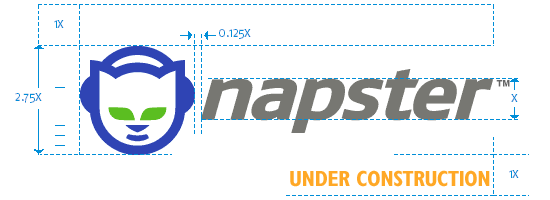 1X
0.125X
2.75X
napster™
X
UNDER CONSTRUCTION
1X